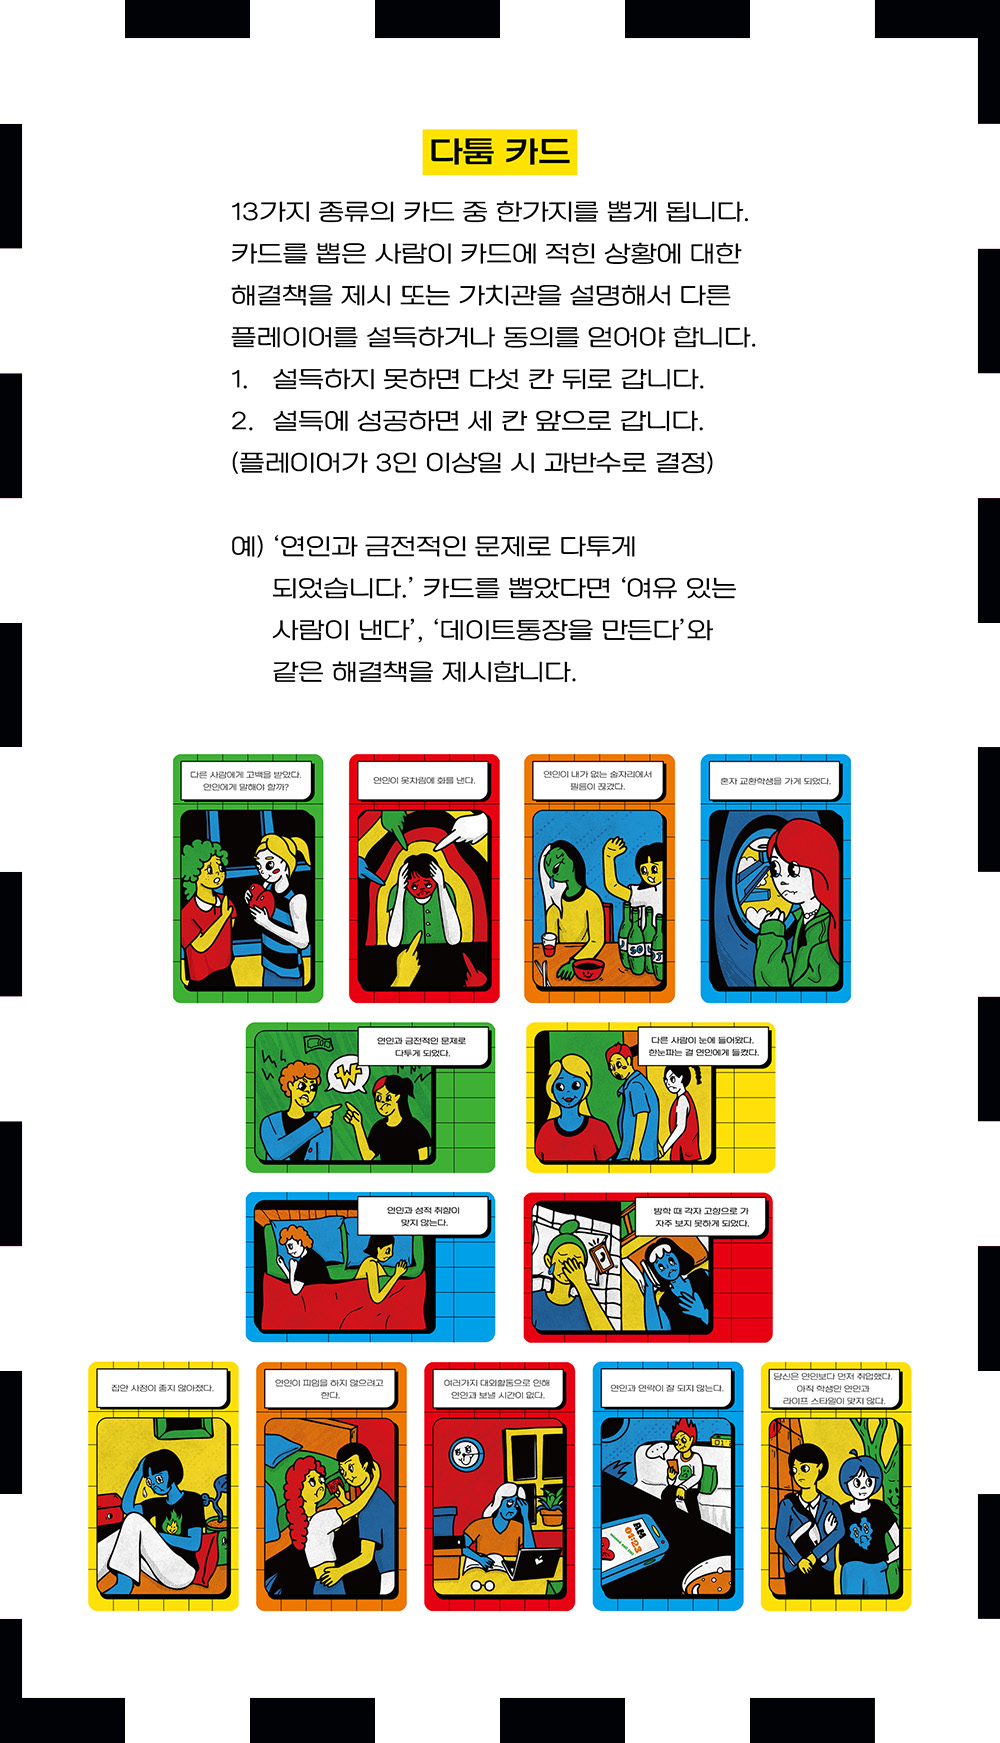 다툼 카드
13가지 종류의 카드 중 한가지를 뽑게 됩니다.
카드를 뽑은 사람이 카드에 적힌 상황에 대한
해결책을 제시 또는 가치관을 설명해서 다른
플레이어를 설득하거나 동의를 얻어야 합니다.
1. 설득하지 못하면 다섯 칸 뒤로 갑니다.
2. 설득에 성공하면 세 칸 앞으로 갑니다.
(플레이어가 3인 이상일 시 과반수로 결정)
예) ‘연인과 금전적인 문제로 다투게
되었습니다.’ 카드를 뽑았다면 ‘여유 있는
사람이 낸다’, ‘데이트통장을 만든다’와
같은 해결책을 제시합니다.
다른 사람에게 고백을 받았다.
연인에게 말해야 할까?
연인이 옷차림에 화를 낸다.
연인이 내가 없는 술자리에서
필름이 끊겼다.
혼자 교환학생을 가게 되었다.
SO
연인과 금전적인 문제로
다투게 되었다.
W
다른 사람이 눈에 들어왔다.
한눈파는 걸 연인에게 들켰다.
연인과 성적 취향이
맞지 않는다.
방학 때 각자 고향으로 가
자주 보지 못하게 되었다.
집안 사정이 좋지 않아졌다.
연인이 피임을 하지 않으려고
한다.
여러가지 대외활동으로 인해
연인과 보낼 시간이 없다.
연인과 연락이 잘 되지 않는다.
당신은 연인보다 먼저 취업했다.
아직 학생인 연인과
라이프 스타일이 맞지 않다.